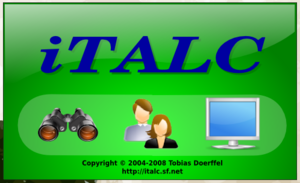 iTALC
Copyright © 2004-2008 Tobias Doerffel
http://italc.sf.net